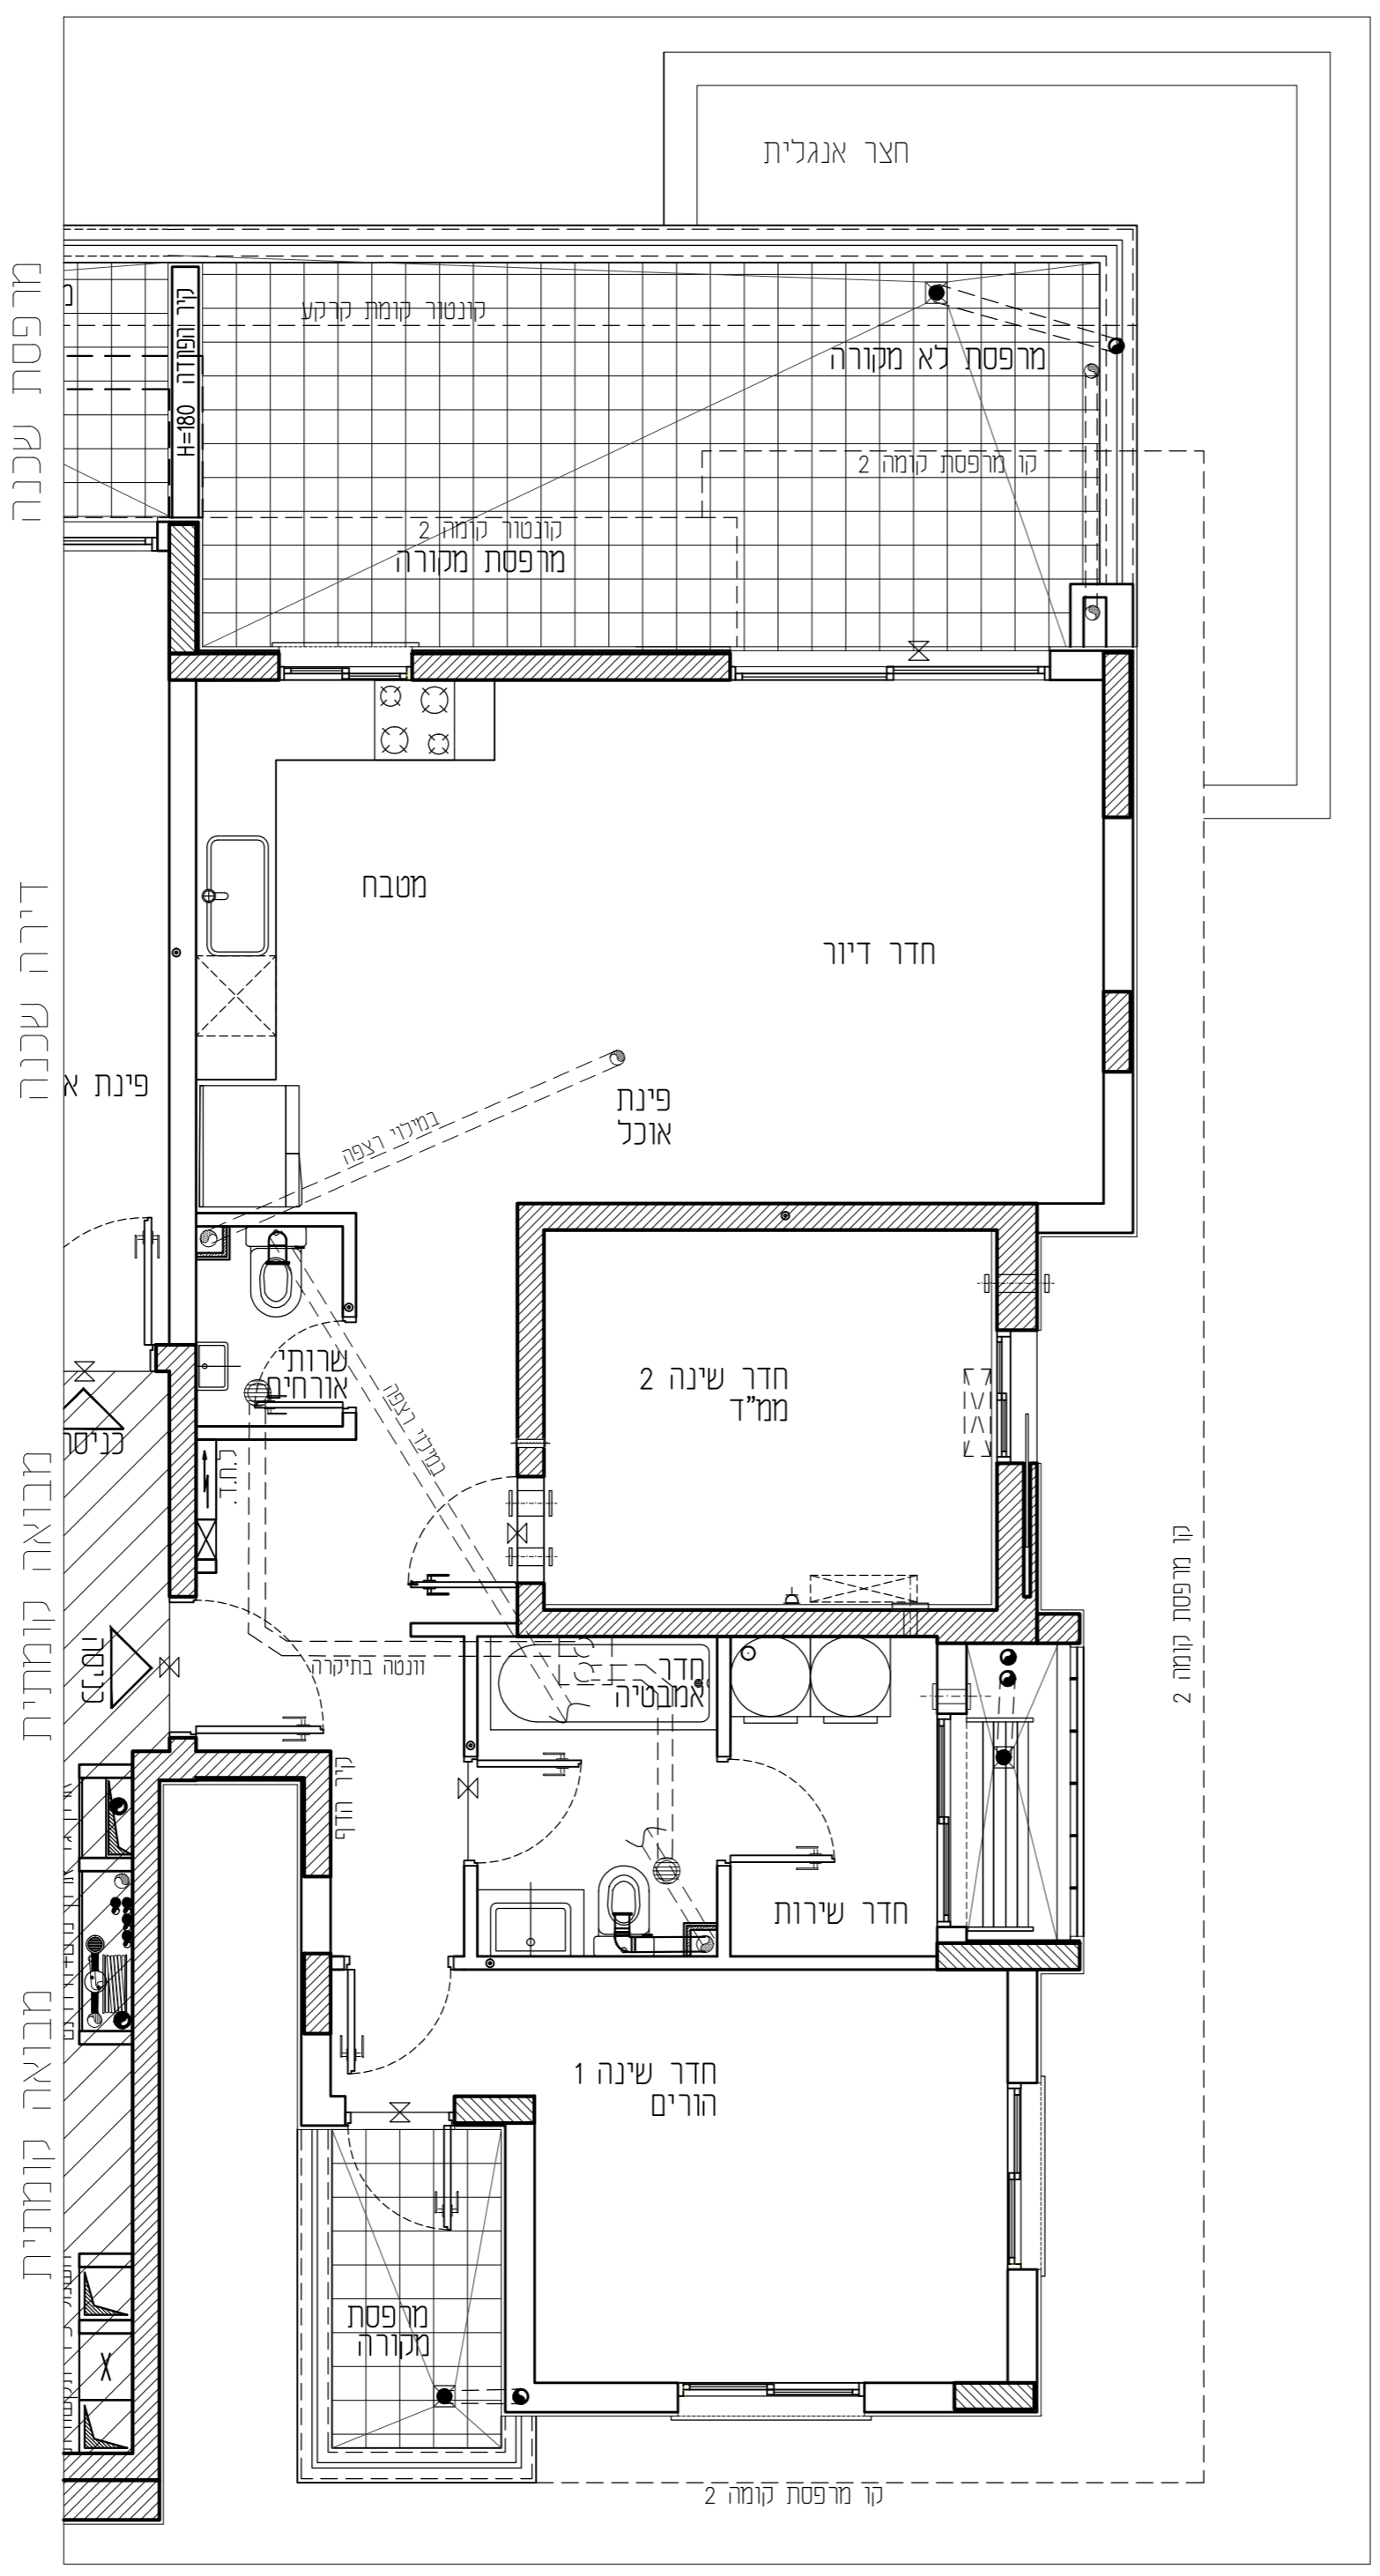 חצר אנגלית
מרפסת שכנה
קיר הפרדה H=180
קונטור קומת קרקע
מרפסת לא מקורה
קו מרפסת קומה 2
קונטור קומה 2
מרפסת מקורה
מטבח
חדר דיור
דירה שכנה
פינת א
פינת
אוכל
במילוי רצפה
שרותי
אורחים
חדר שינה 2
ממ"ד
במילוי רצפה
ח.ד.
מבואה קומתית
כניסה
קו מרפסת קומה 2
וונטה בתיקרה
חדר
אמבטיה
קיר הדף
חדר שירות
מבואה קומתית
חדר שינה 1
הורים
מרפסת
מקורה
X
קו מרפסת קומה 2